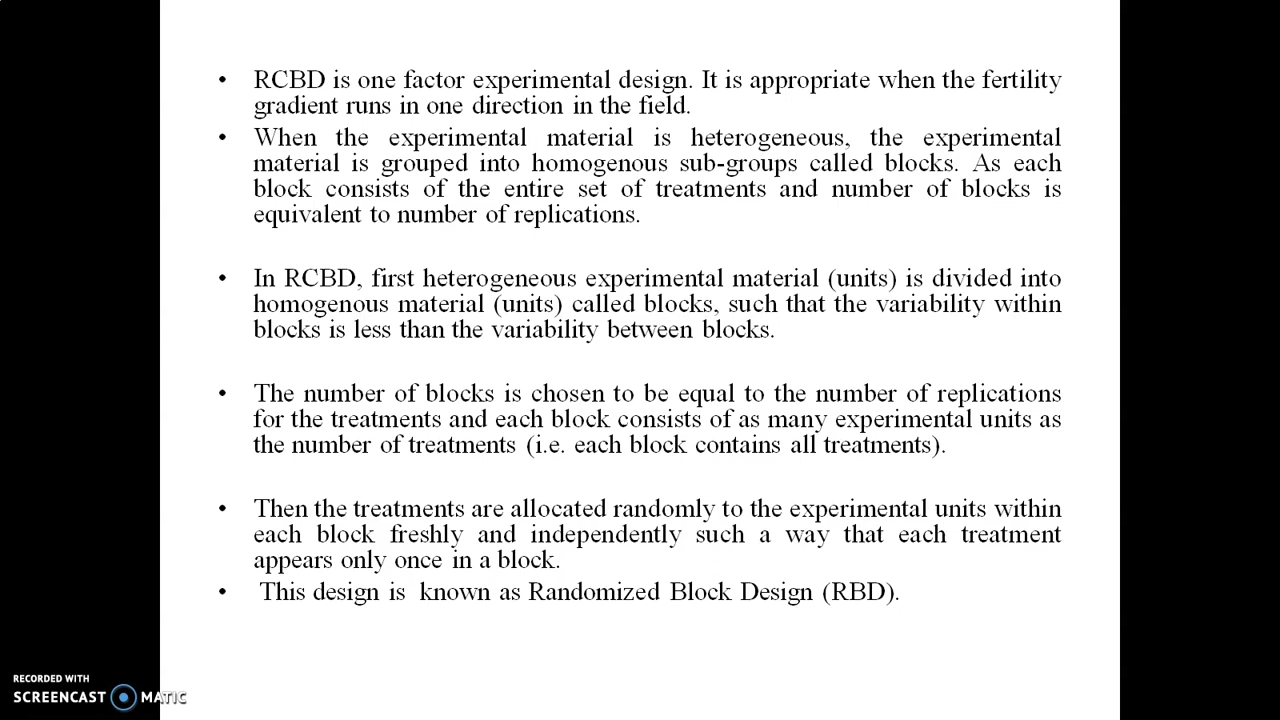 • RCBD is one factor experimental design. It is appropriate when the fertility
gradient runs in one direction in the field.
• When the experimental material is heterogeneous, the experimental
material is grouped into homogenous sub-groups called blocks. As each
block consists of the entire set of treatments and number of blocks is
equivalent to number of replications.
• In RCBD, first heterogeneous experimental material (units) is divided into
homogenous material (units) called blocks, such that the variability within
blocks is less than the variability between blocks.
• The number of blocks is chosen to be equal to the number of replications
for the treatments and each block consists of as many experimental units as
the number of treatments (i.e. each block contains all treatments).
• Then the treatments are allocated randomly to the experimental units within
each block freshly and independently such a way that each treatment
appears only once in a block.
• This design is known as Randomized Block Design (RBD).
RECORDED WITH
SCREENCAST MATIC